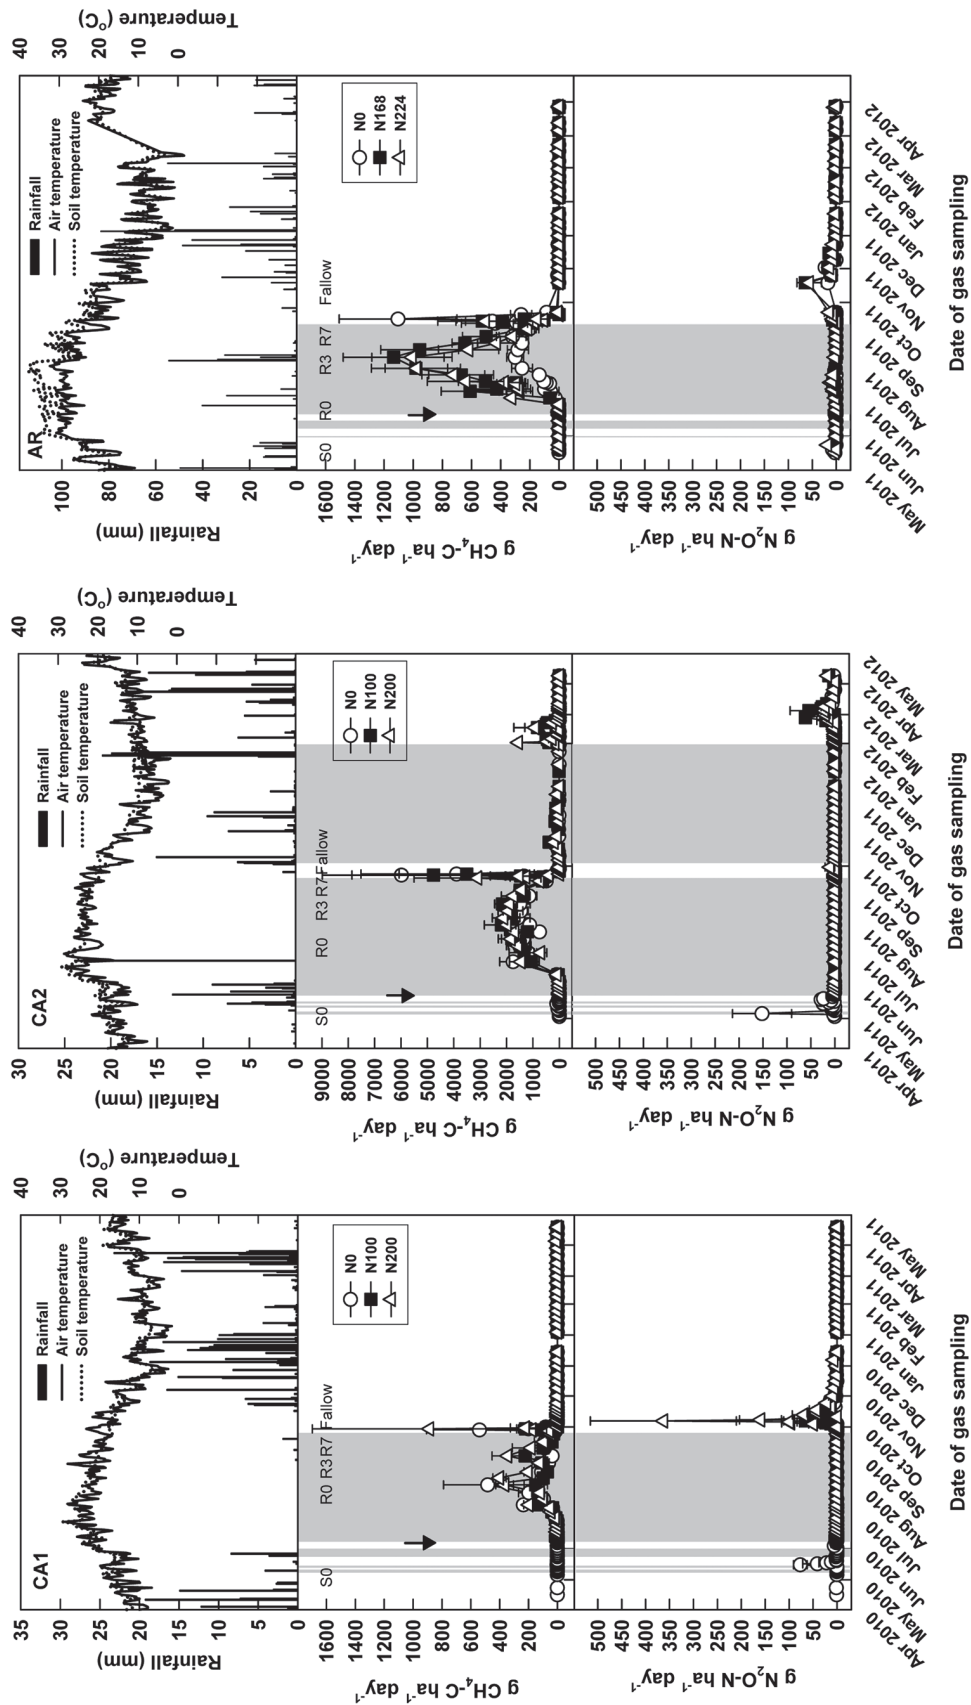 CA1
Rainfall
Air temperature
Soil temperature
Rainfall (mm)
35
30
25
20
15
10
5
0
Temperature (°C)
40
30
20
10
0
S0
R0
R3
R7
Fallow
N0
N100
N200
g CH₄-C ha⁻¹ day⁻¹
1600
1400
1200
1000
800
600
400
200
0
g N₂O-N ha⁻¹ day⁻¹
500
450
400
350
300
250
200
150
100
50
0
Apr 2010
May 2010
Jun 2010
Jul 2010
Aug 2010
Sep 2010
Oct 2010
Nov 2010
Dec 2010
Jan 2011
Feb 2011
Mar 2011
Apr 2011
May 2011
Date of gas sampling
CA2
Rainfall
Air temperature
Soil temperature
Rainfall (mm)
30
25
20
15
10
5
0
Temperature (°C)
40
30
20
10
0
S0
R0
R3
R7
Fallow
N0
N100
N200
g CH₄-C ha⁻¹ day⁻¹
9000
8000
7000
6000
5000
4000
3000
2000
1000
0
g N₂O-N ha⁻¹ day⁻¹
500
450
400
350
300
250
200
150
100
50
0
Apr 2011
May 2011
Jun 2011
Jul 2011
Aug 2011
Sep 2011
Oct 2011
Nov 2011
Dec 2011
Jan 2012
Feb 2012
Mar 2012
Apr 2012
May 2012
Date of gas sampling
AR
Rainfall
Air temperature
Soil temperature
Rainfall (mm)
100
80
60
40
20
0
Temperature (°C)
40
30
20
10
0
S0
R0
R3
R7
Fallow
N0
N168
N224
g CH₄-C ha⁻¹ day⁻¹
1600
1400
1200
1000
800
600
400
200
0
g N₂O-N ha⁻¹ day⁻¹
500
400
300
200
100
0
May 2011
Jun 2011
Jul 2011
Aug 2011
Sep 2011
Oct 2011
Nov 2011
Dec 2011
Jan 2012
Feb 2012
Mar 2012
Apr 2012
Date of gas sampling